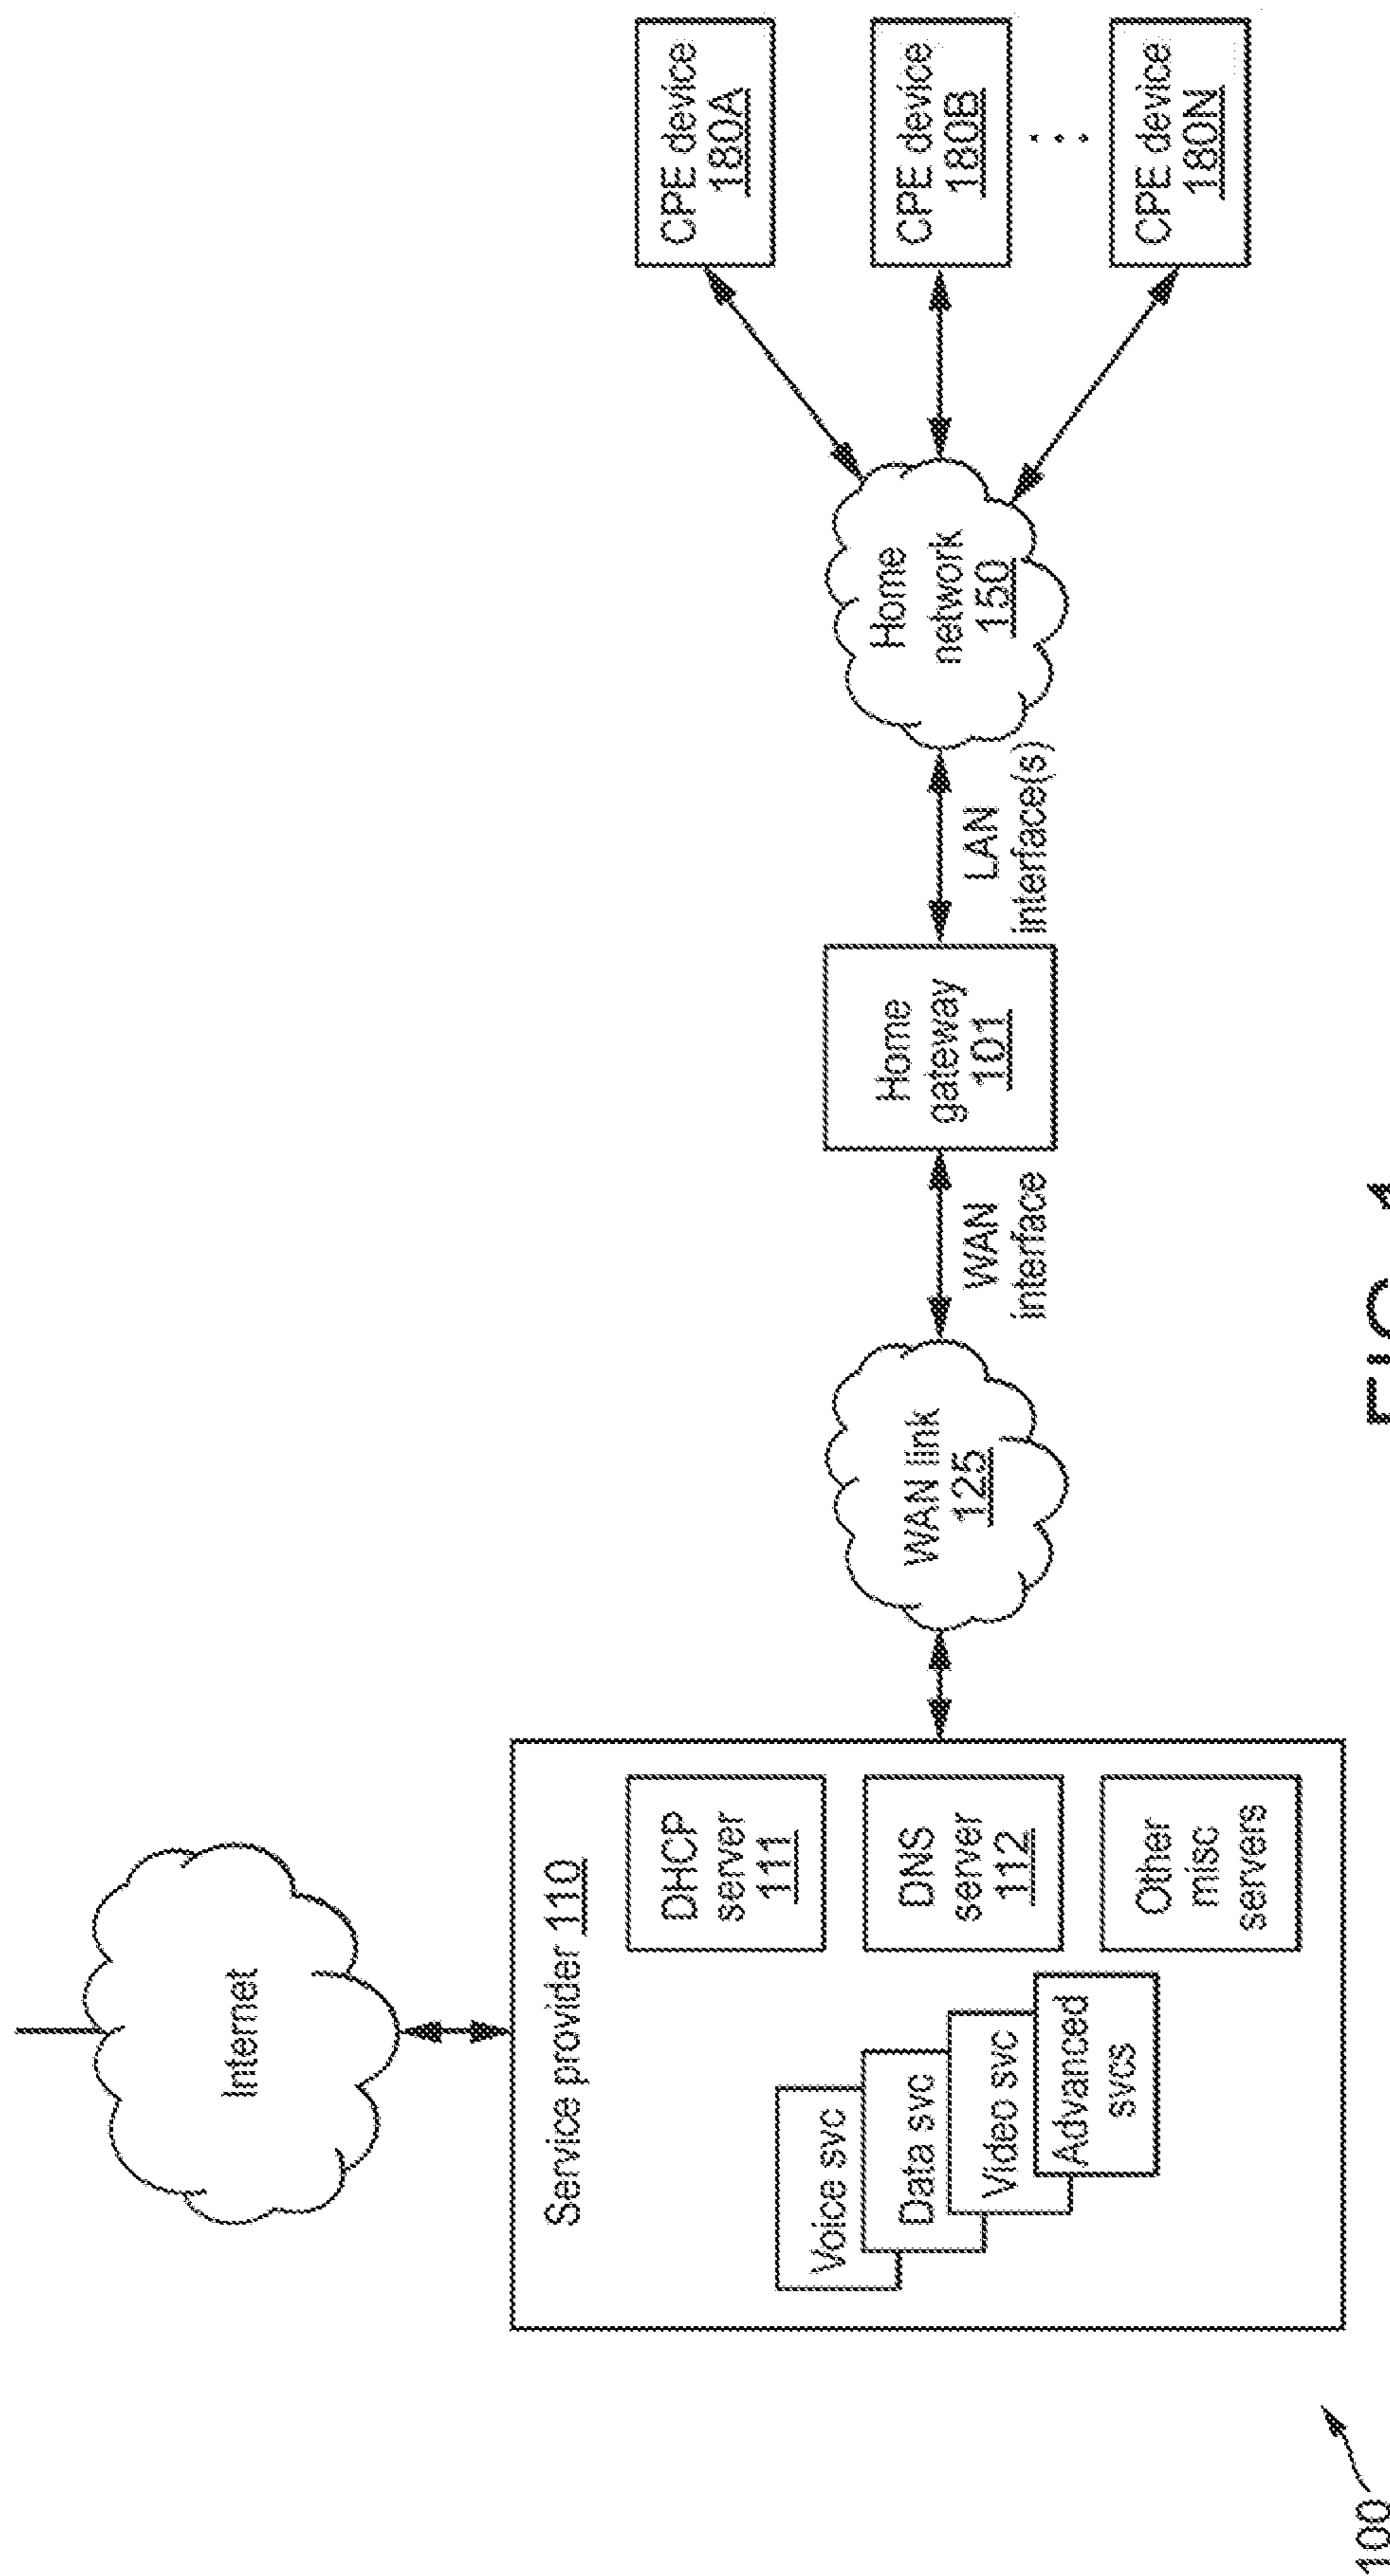 Internet
Service provider 110
Voice svc
Data svc
Video svc
Advanced
svcs
DHCP
server
111
DNS
server
112
Other
misc
servers
WAN link
125
WAN
interface
Home
gateway
101
LAN
interface(s)
Home
network
150
CPE device
180A
CPE device
180B
CPE device
180N
100